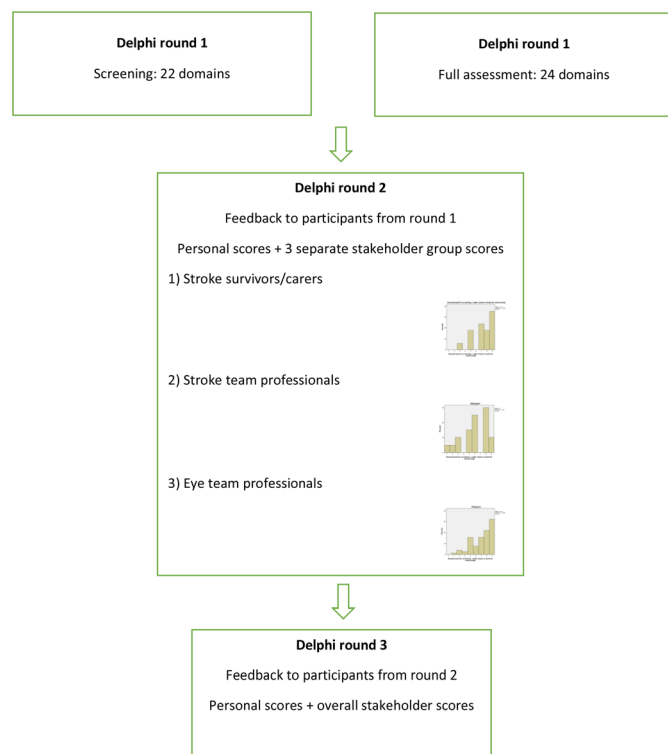 Delphi round 1
Screening: 22 domains
Delphi round 1
Full assessment: 24 domains
Delphi round 2
Feedback to participants from round 1
Personal scores + 3 separate stakeholder group scores
1) Stroke survivors/carers
2) Stroke team professionals
3) Eye team professionals
Delphi round 3
Feedback to participants from round 2
Personal scores + overall stakeholder scores